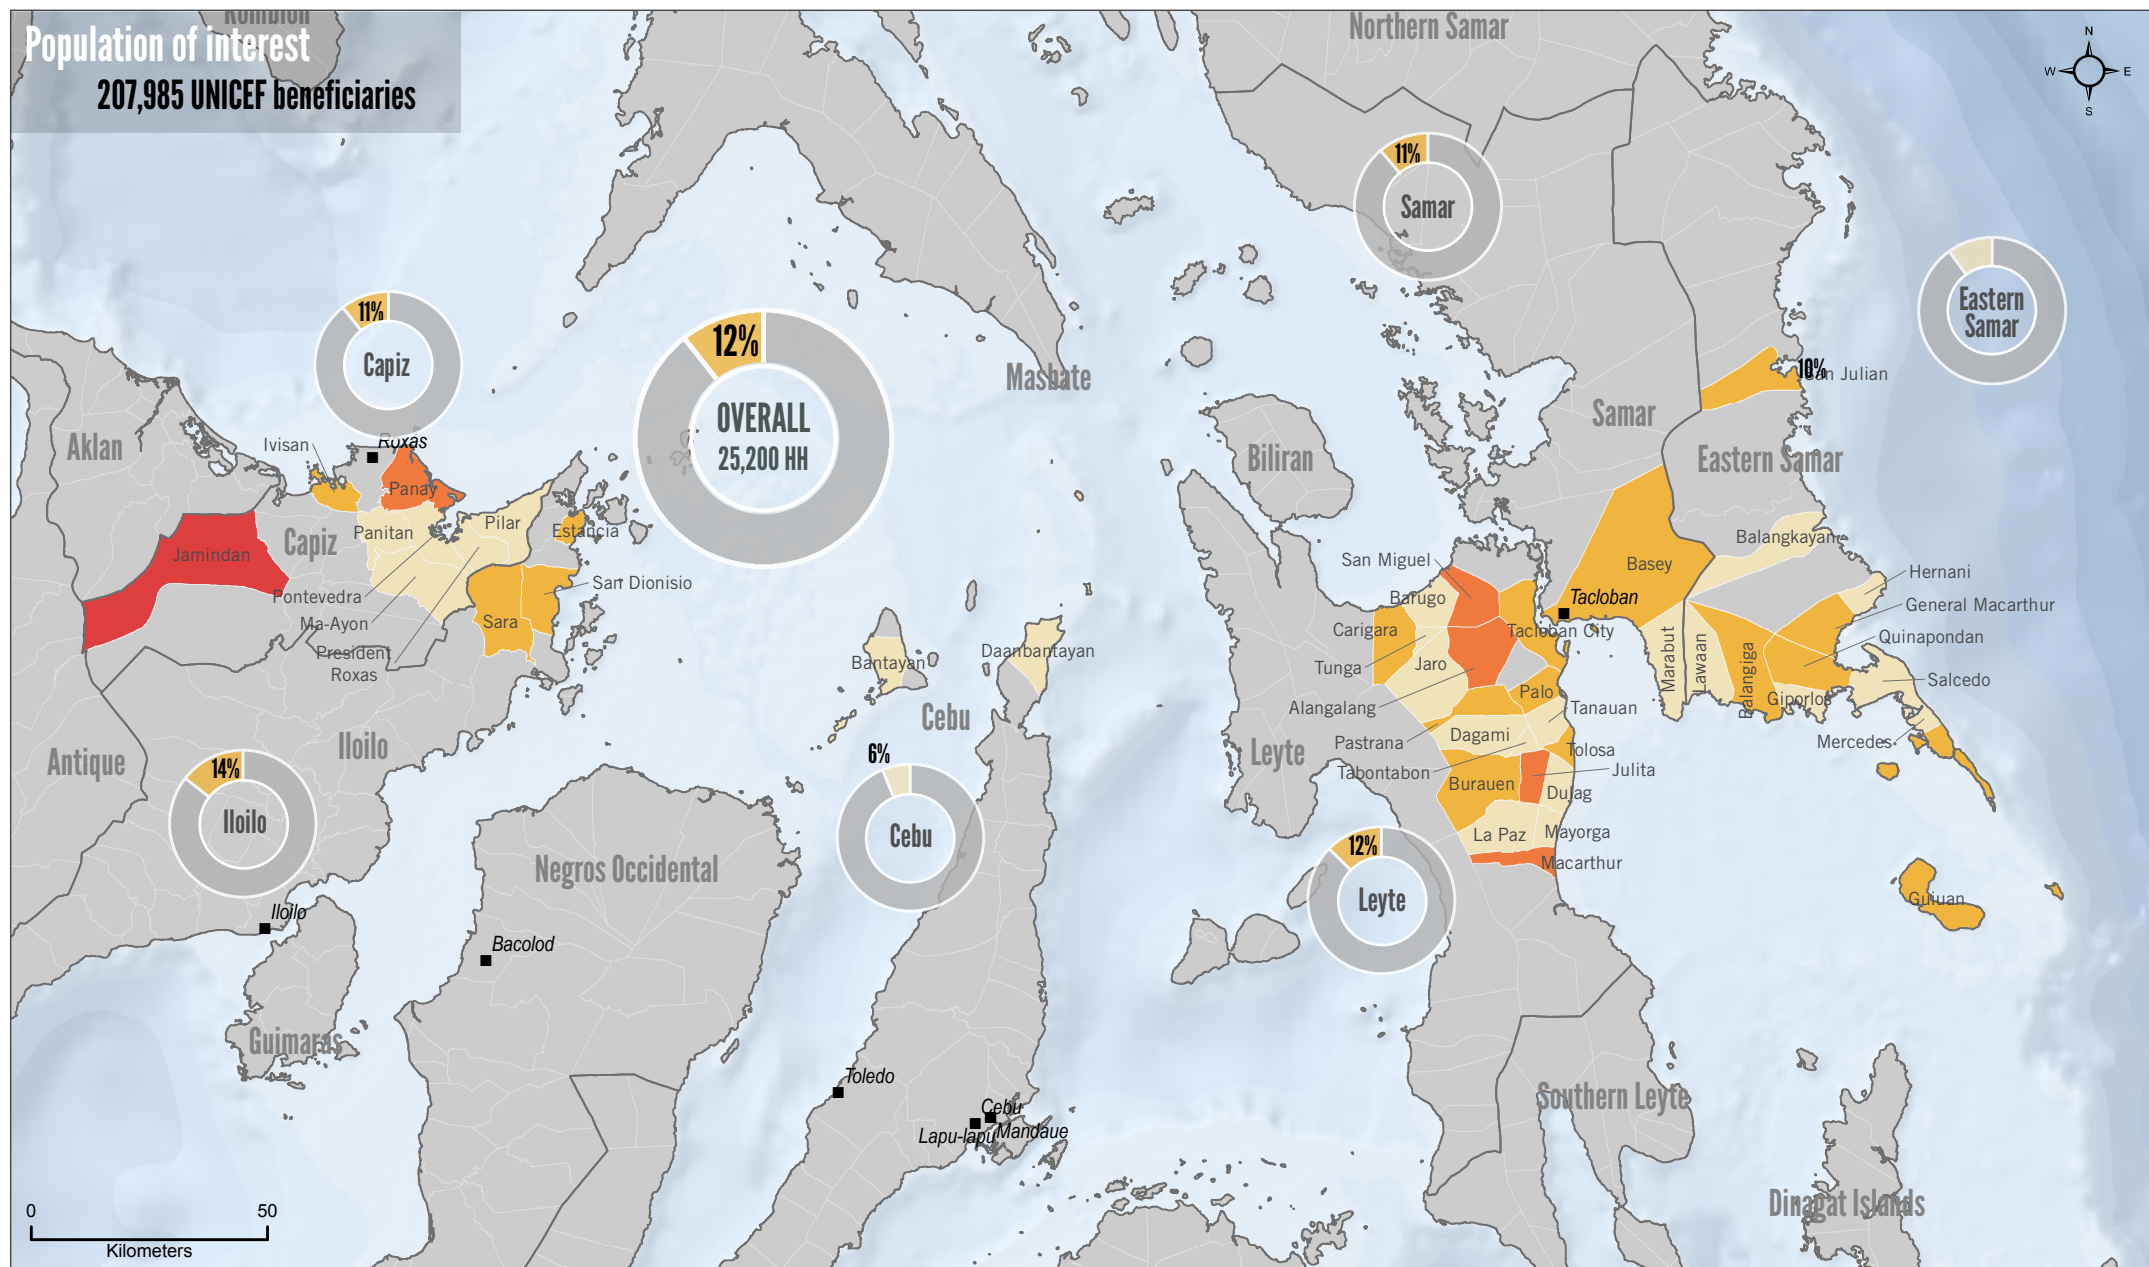 Romblon
Population of interest
207,985 UNICEF beneficiaries
Northern Samar
N
W
E
S
11%
Samar
Eastern
Samar
10%
San Julian
11%
Capiz
12%
OVERALL
25,200 HH
Masbate
Samar
Eastern Samar
Biliran
Aklan
Ivisan
Roxas
Panay
Jamindan
Capiz
Panitan
Pilar
Estancia
Pontevedra
Ma-Ayon
President
Roxas
San Dionisio
Sara
Bantayan
Daanbantayan
Cebu
San Miguel
Barugo
Carigara
Tunga
Jaro
Alangalang
Pastrana
Dagami
Tabontabon
Burauen
La Paz
Tacloban
Tacloban City
Palo
Tanauan
Tolosa
Julita
Dulag
Mayorga
Macarthur
Basey
Balangkayan
Hernani
General Macarthur
Quinapondan
Salcedo
Mercedes
Marabut
Lawaan
Balangiga
Giporlos
Guiuan
Antique
Iloilo
14%
Iloilo
Iloilo
Guimaras
Negros Occidental
Bacolod
6%
Cebu
Leyte
12%
Leyte
Toledo
Cebu
Lapu-lapu
Mandaue
Southern Leyte
Dinagat Islands
0
50
Kilometers